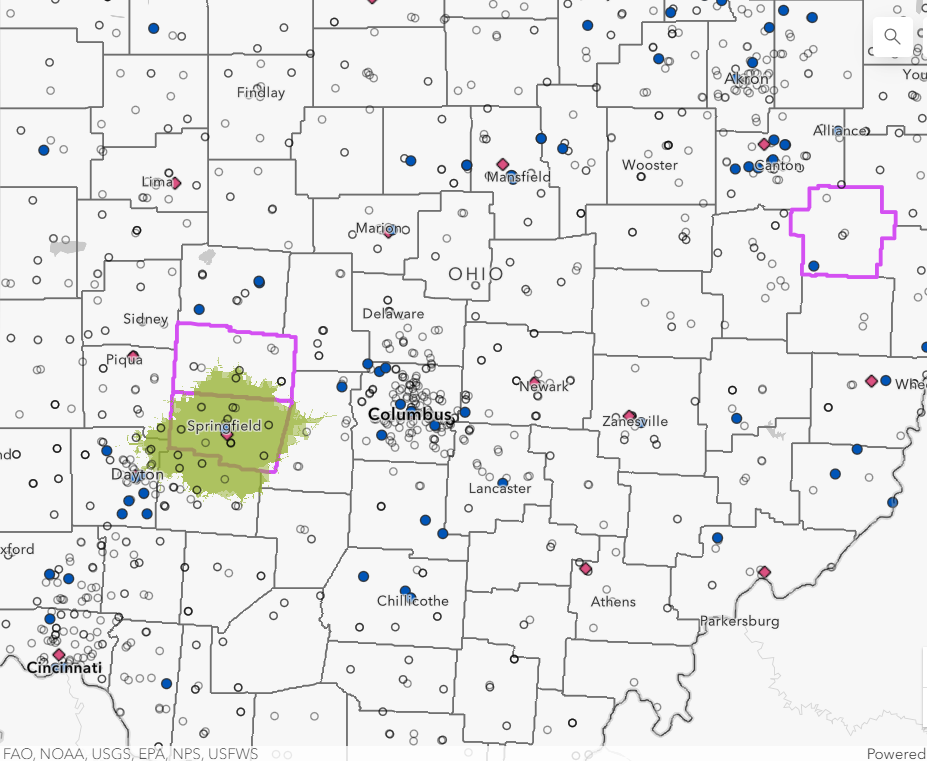 Akron
You
Findlay
Alliance
Wooster
Canton
Lima
Mansfield
Marion
OHIO
Sidney
Delaware
Piqua
Newark
Whe
Columbus
Springfield
Zanesville
nd
Dayton
Lancaster
xford
Chillicothe
Athens
Parkersburg
Cincinnati
FAO, NOAA, USGS, EPA, NPS, USFWS
Powered